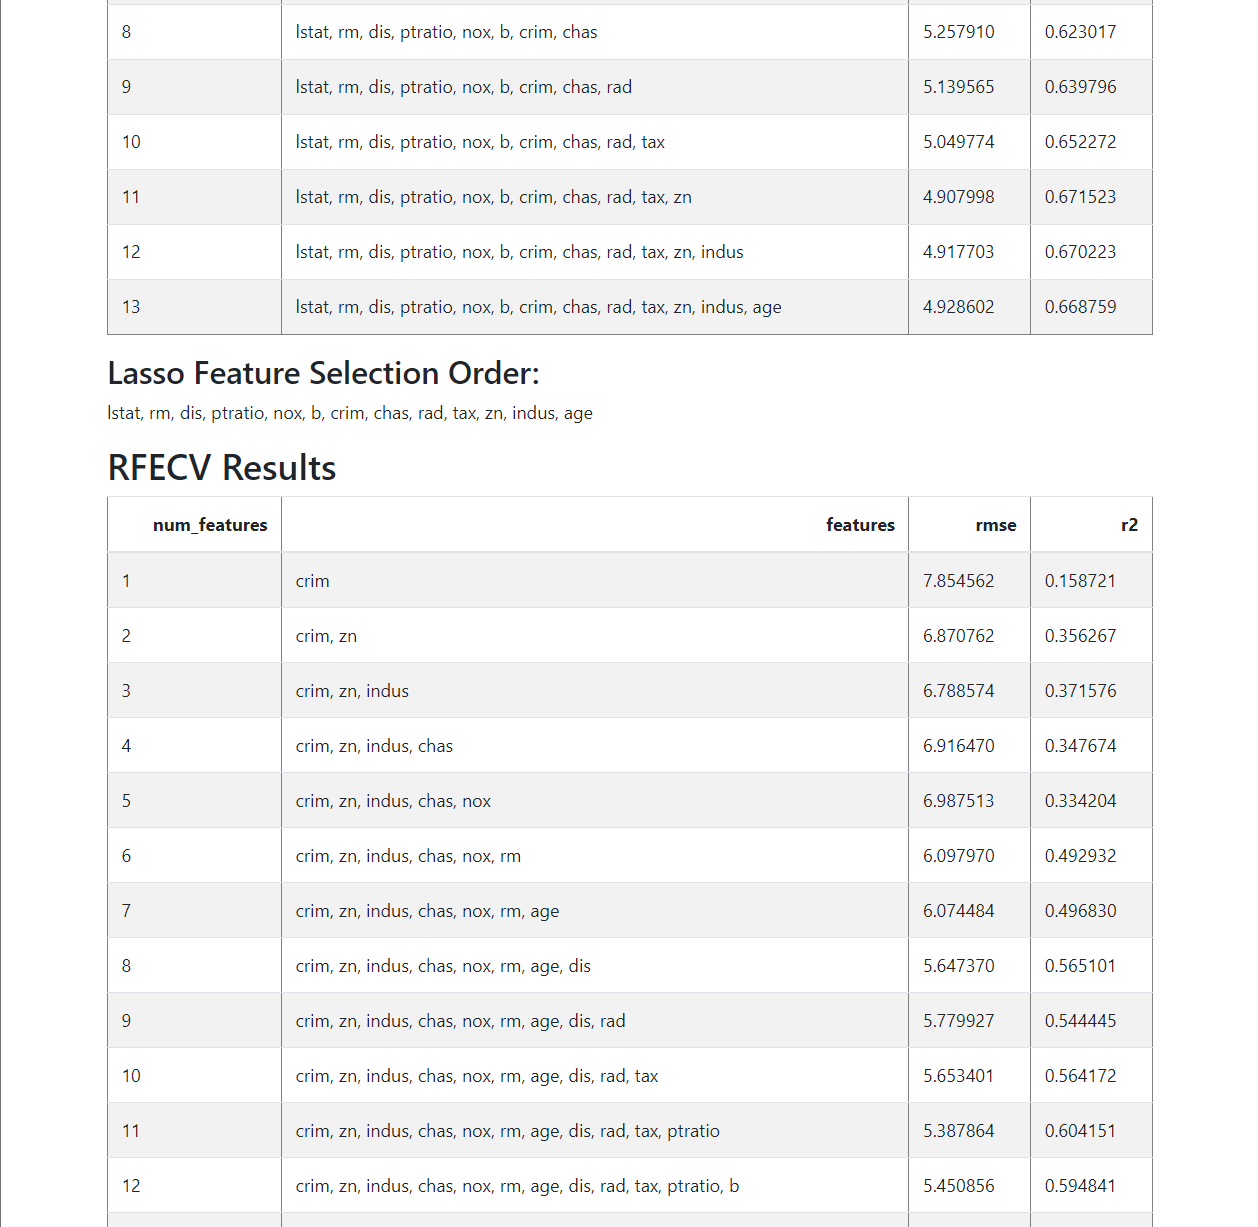 8 lstat, rm, dis, ptratio, nox, b, crim, chas 5.257910 0.623017
9 lstat, rm, dis, ptratio, nox, b, crim, chas, rad 5.139565 0.639796
10 lstat, rm, dis, ptratio, nox, b, crim, chas, rad, tax 5.049774 0.652272
11 lstat, rm, dis, ptratio, nox, b, crim, chas, rad, tax, zn 4.907998 0.671523
12 lstat, rm, dis, ptratio, nox, b, crim, chas, rad, tax, zn, indus 4.917703 0.670223
13 lstat, rm, dis, ptratio, nox, b, crim, chas, rad, tax, zn, indus, age 4.928602 0.668759
Lasso Feature Selection Order:
lstat, rm, dis, ptratio, nox, b, crim, chas, rad, tax, zn, indus, age
RFECV Results
num_features features rmse r2
1 crim 7.854562 0.158721
2 crim, zn 6.870762 0.356267
3 crim, zn, indus 6.788574 0.371576
4 crim, zn, indus, chas 6.916470 0.347674
5 crim, zn, indus, chas, nox 6.987513 0.334204
6 crim, zn, indus, chas, nox, rm 6.097970 0.492932
7 crim, zn, indus, chas, nox, rm, age 6.074484 0.496830
8 crim, zn, indus, chas, nox, rm, age, dis 5.647370 0.565101
9 crim, zn, indus, chas, nox, rm, age, dis, rad 5.779927 0.544445
10 crim, zn, indus, chas, nox, rm, age, dis, rad, tax 5.653401 0.564172
11 crim, zn, indus, chas, nox, rm, age, dis, rad, tax, ptratio 5.387864 0.604151
12 crim, zn, indus, chas, nox, rm, age, dis, rad, tax, ptratio, b 5.450856 0.594841